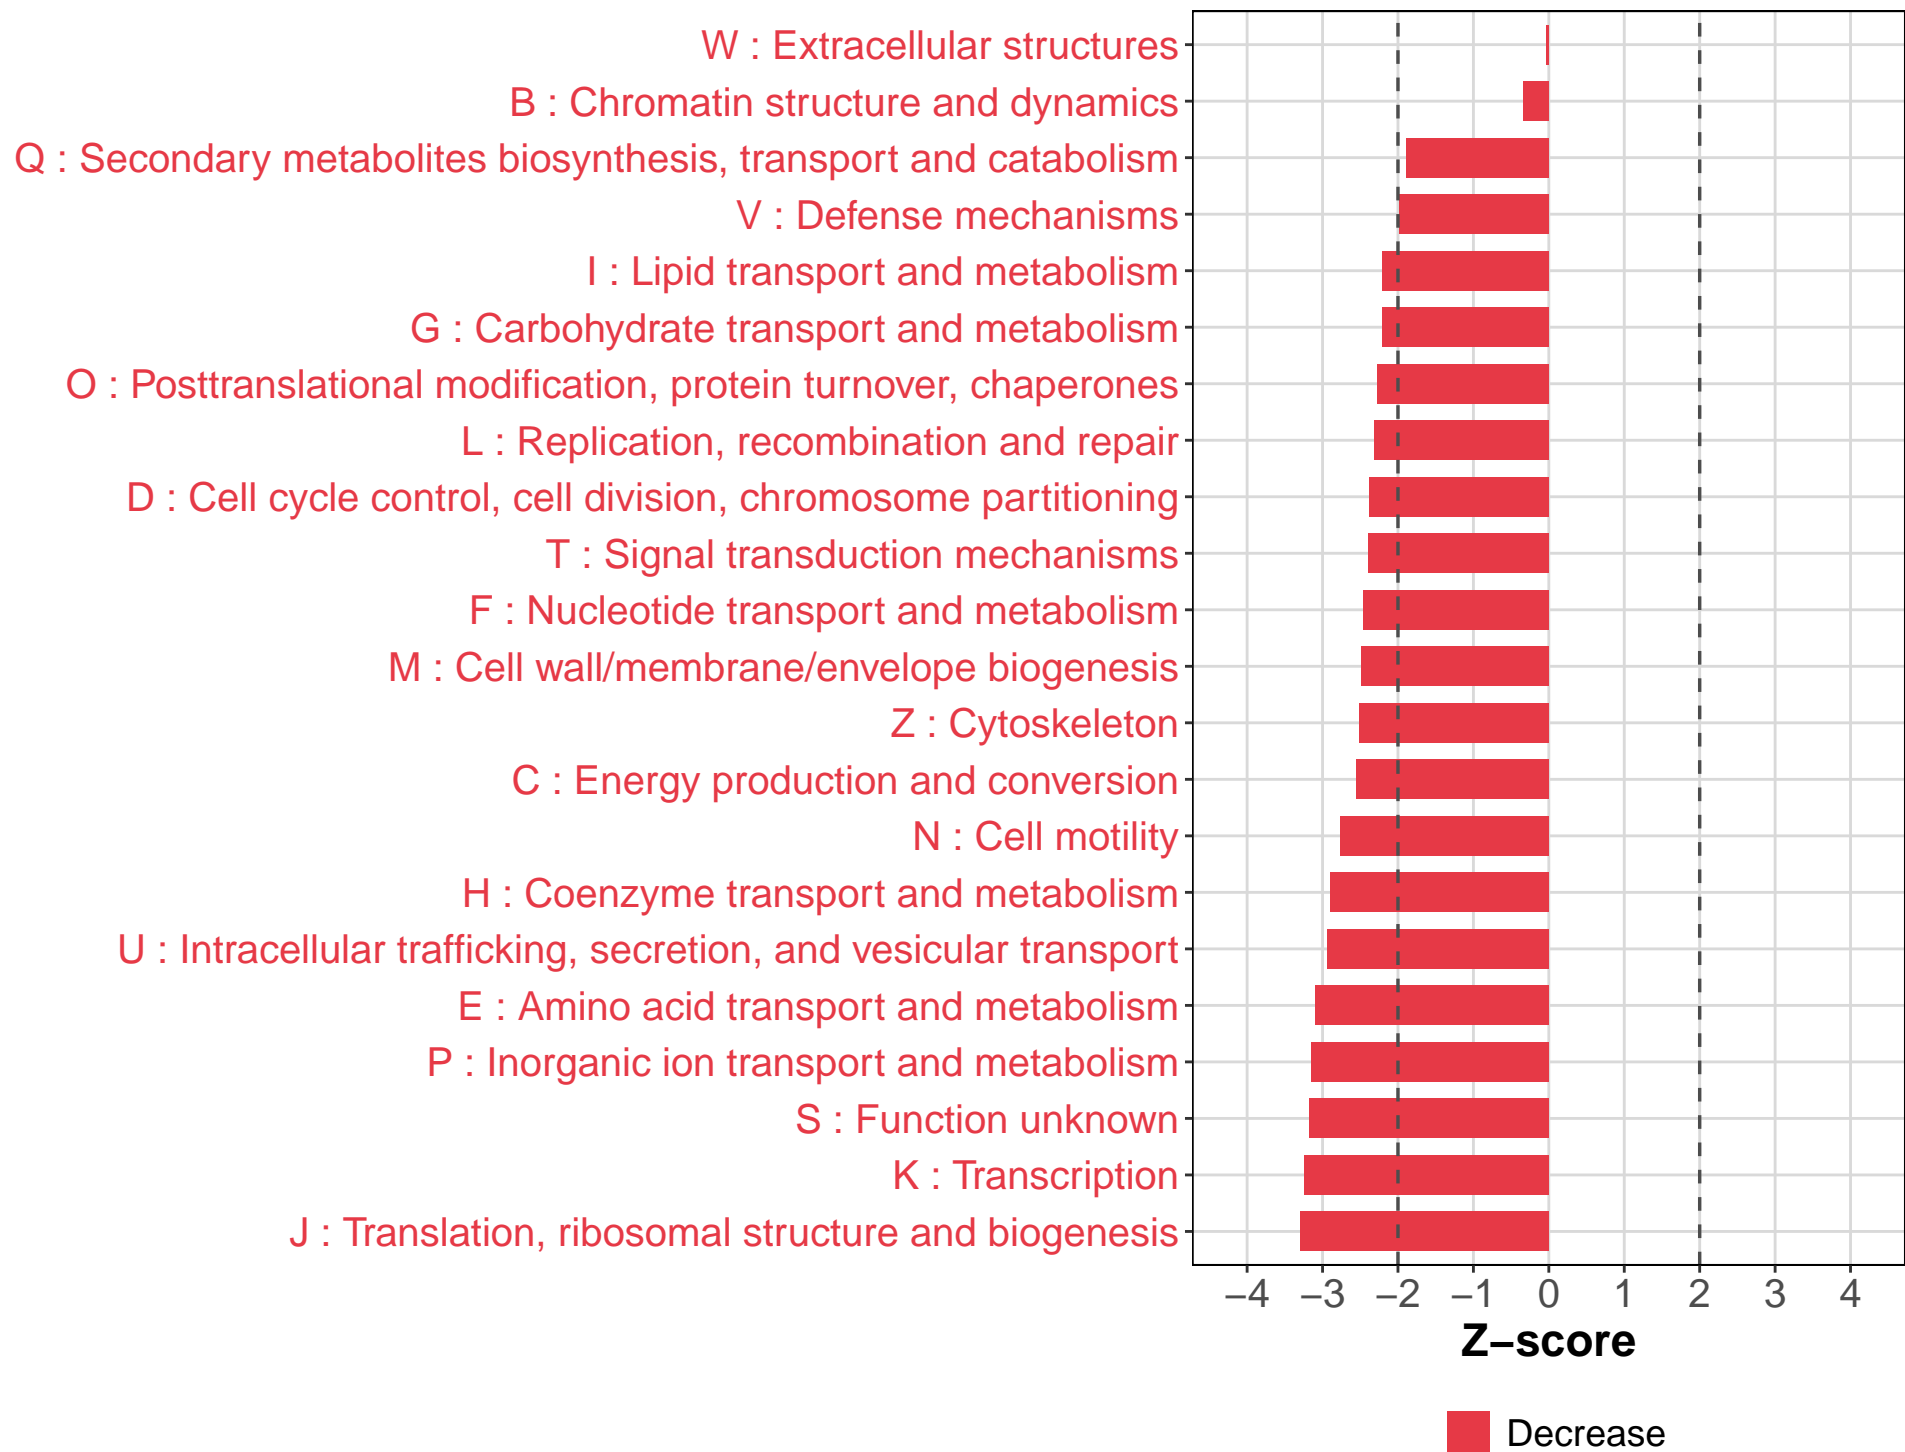 W : Extracellular structures
B : Chromatin structure and dynamics
Q : Secondary metabolites biosynthesis, transport and catabolism
V : Defense mechanisms
I : Lipid transport and metabolism
G : Carbohydrate transport and metabolism
O : Posttranslational modification, protein turnover, chaperones
L : Replication, recombination and repair
D : Cell cycle control, cell division, chromosome partitioning
T : Signal transduction mechanisms
F : Nucleotide transport and metabolism
M : Cell wall/membrane/envelope biogenesis
Z : Cytoskeleton
C : Energy production and conversion
N : Cell motility
H : Coenzyme transport and metabolism
U : Intracellular trafficking, secretion, and vesicular transport
E : Amino acid transport and metabolism
P : Inorganic ion transport and metabolism
S : Function unknown
K : Transcription
J : Translation, ribosomal structure and biogenesis
−4 −3 −2 −1 0 1 2 3 4
Z−score
Decrease